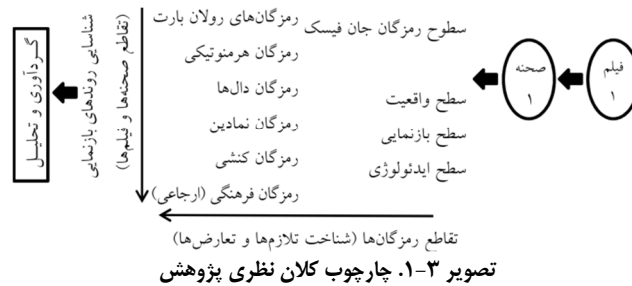 فیلم
۱
صحنه
۱
سطوح رمزگان جان فیسک
سطح واقعیت
سطح بازنمایی
سطح ایدئولوژی
رمزگان‌های رولان بارت
رمزگان هرمنوتیکی
رمزگان دال‌ها
رمزگان نمادین
رمزگان کنشی
رمزگان فرهنگی (ارجاعی)
(تقاطع صحنه‌ها و فیلم‌ها)
شناسایی روندهای بازنمایی
گردآوری و تحلیل
تقاطع رمزگان‌ها (شناخت تلازم‌ها و تعارض‌ها)
تصویر ۳-۱. چارچوب کلان نظری پژوهش